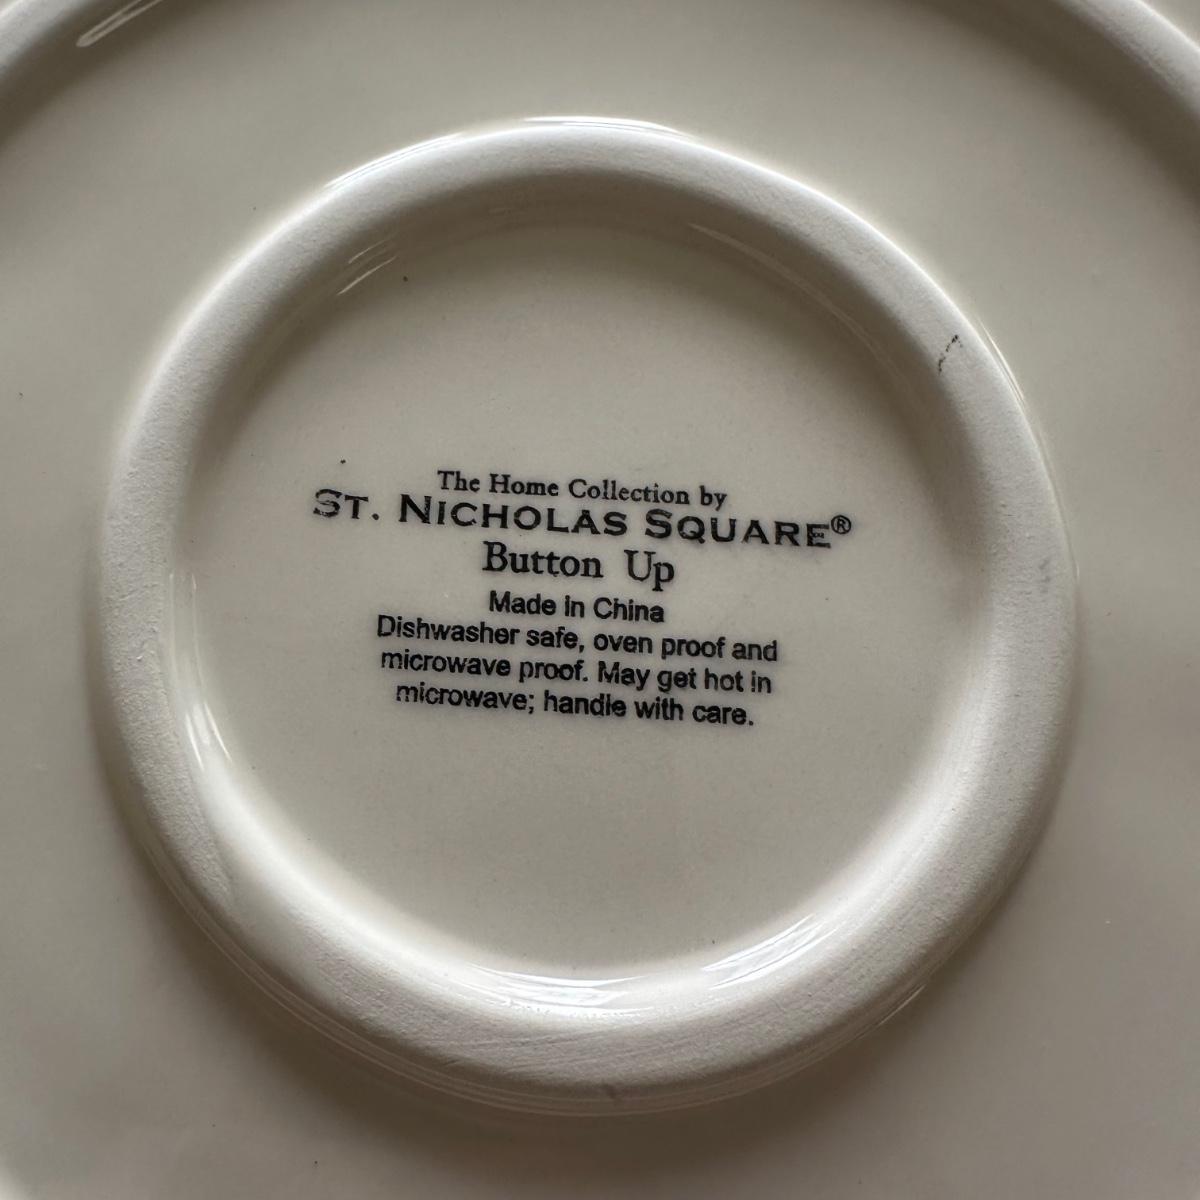 The Home Collection by
ST. NICHOLAS SQUARE®
Button Up
Made in China
Dishwasher safe, oven proof and
microwave proof. May get hot in
microwave; handle with care.